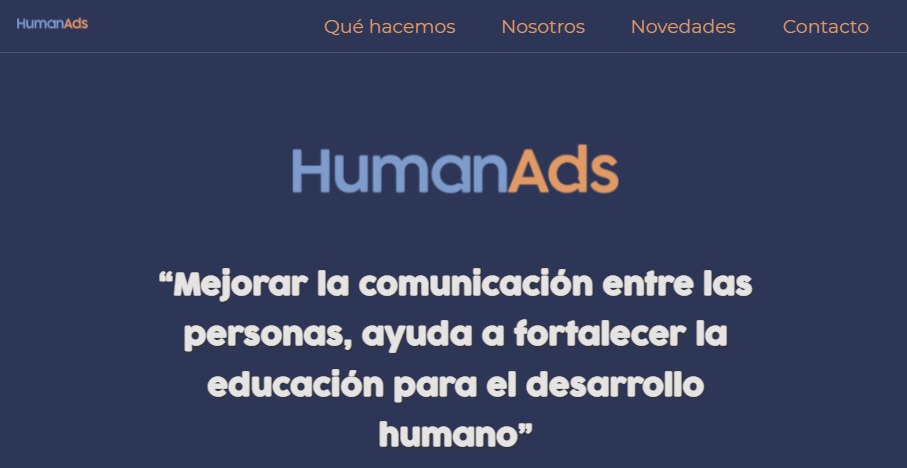 HumanAds
Qué hacemos Nosotros Novedades Contacto
HumanAds
“Mejorar la comunicación entre las
personas, ayuda a fortalecer la
educación para el desarrollo
humano”